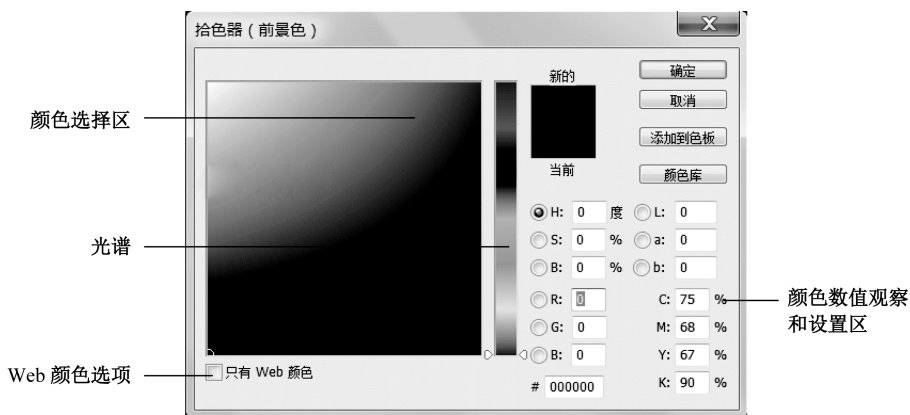 拾色器（前景色）
X
颜色选择区
光谱
Web 颜色选项
新的
当前
确定
取消
添加到色板
颜色库
H: 0 度
S: 0 %
B: 0 %
R: 0
G: 0
B: 0
# 000000
L: 0
a: 0
b: 0
C: 75 %
M: 68 %
Y: 67 %
K: 90 %
只有 Web 颜色
颜色数值观察
和设置区